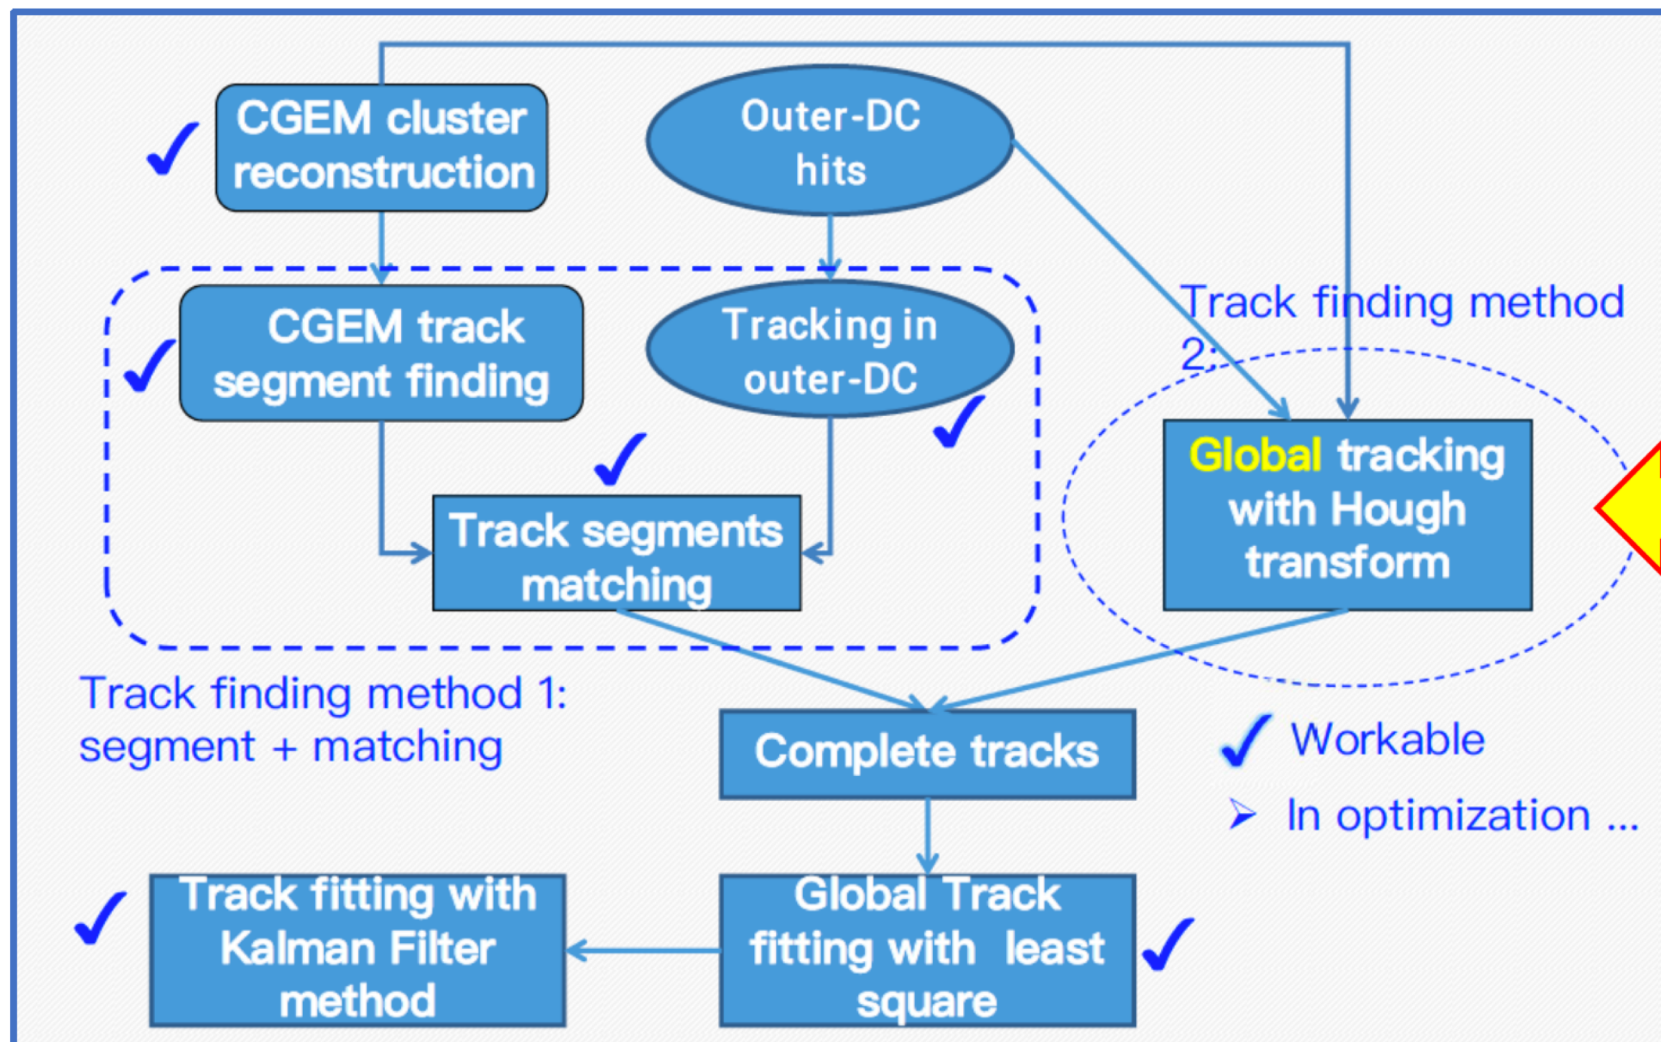 CGEM cluster
reconstruction
Outer-DC
hits
CGEM track
segment finding
Tracking in
outer-DC
Track finding method
2:
Global tracking
with Hough
transform
Track segments
matching
Track finding method 1:
segment + matching
Complete tracks
Workable
In optimization ...
Track fitting with
Kalman Filter
method
Global Track
fitting with least
square